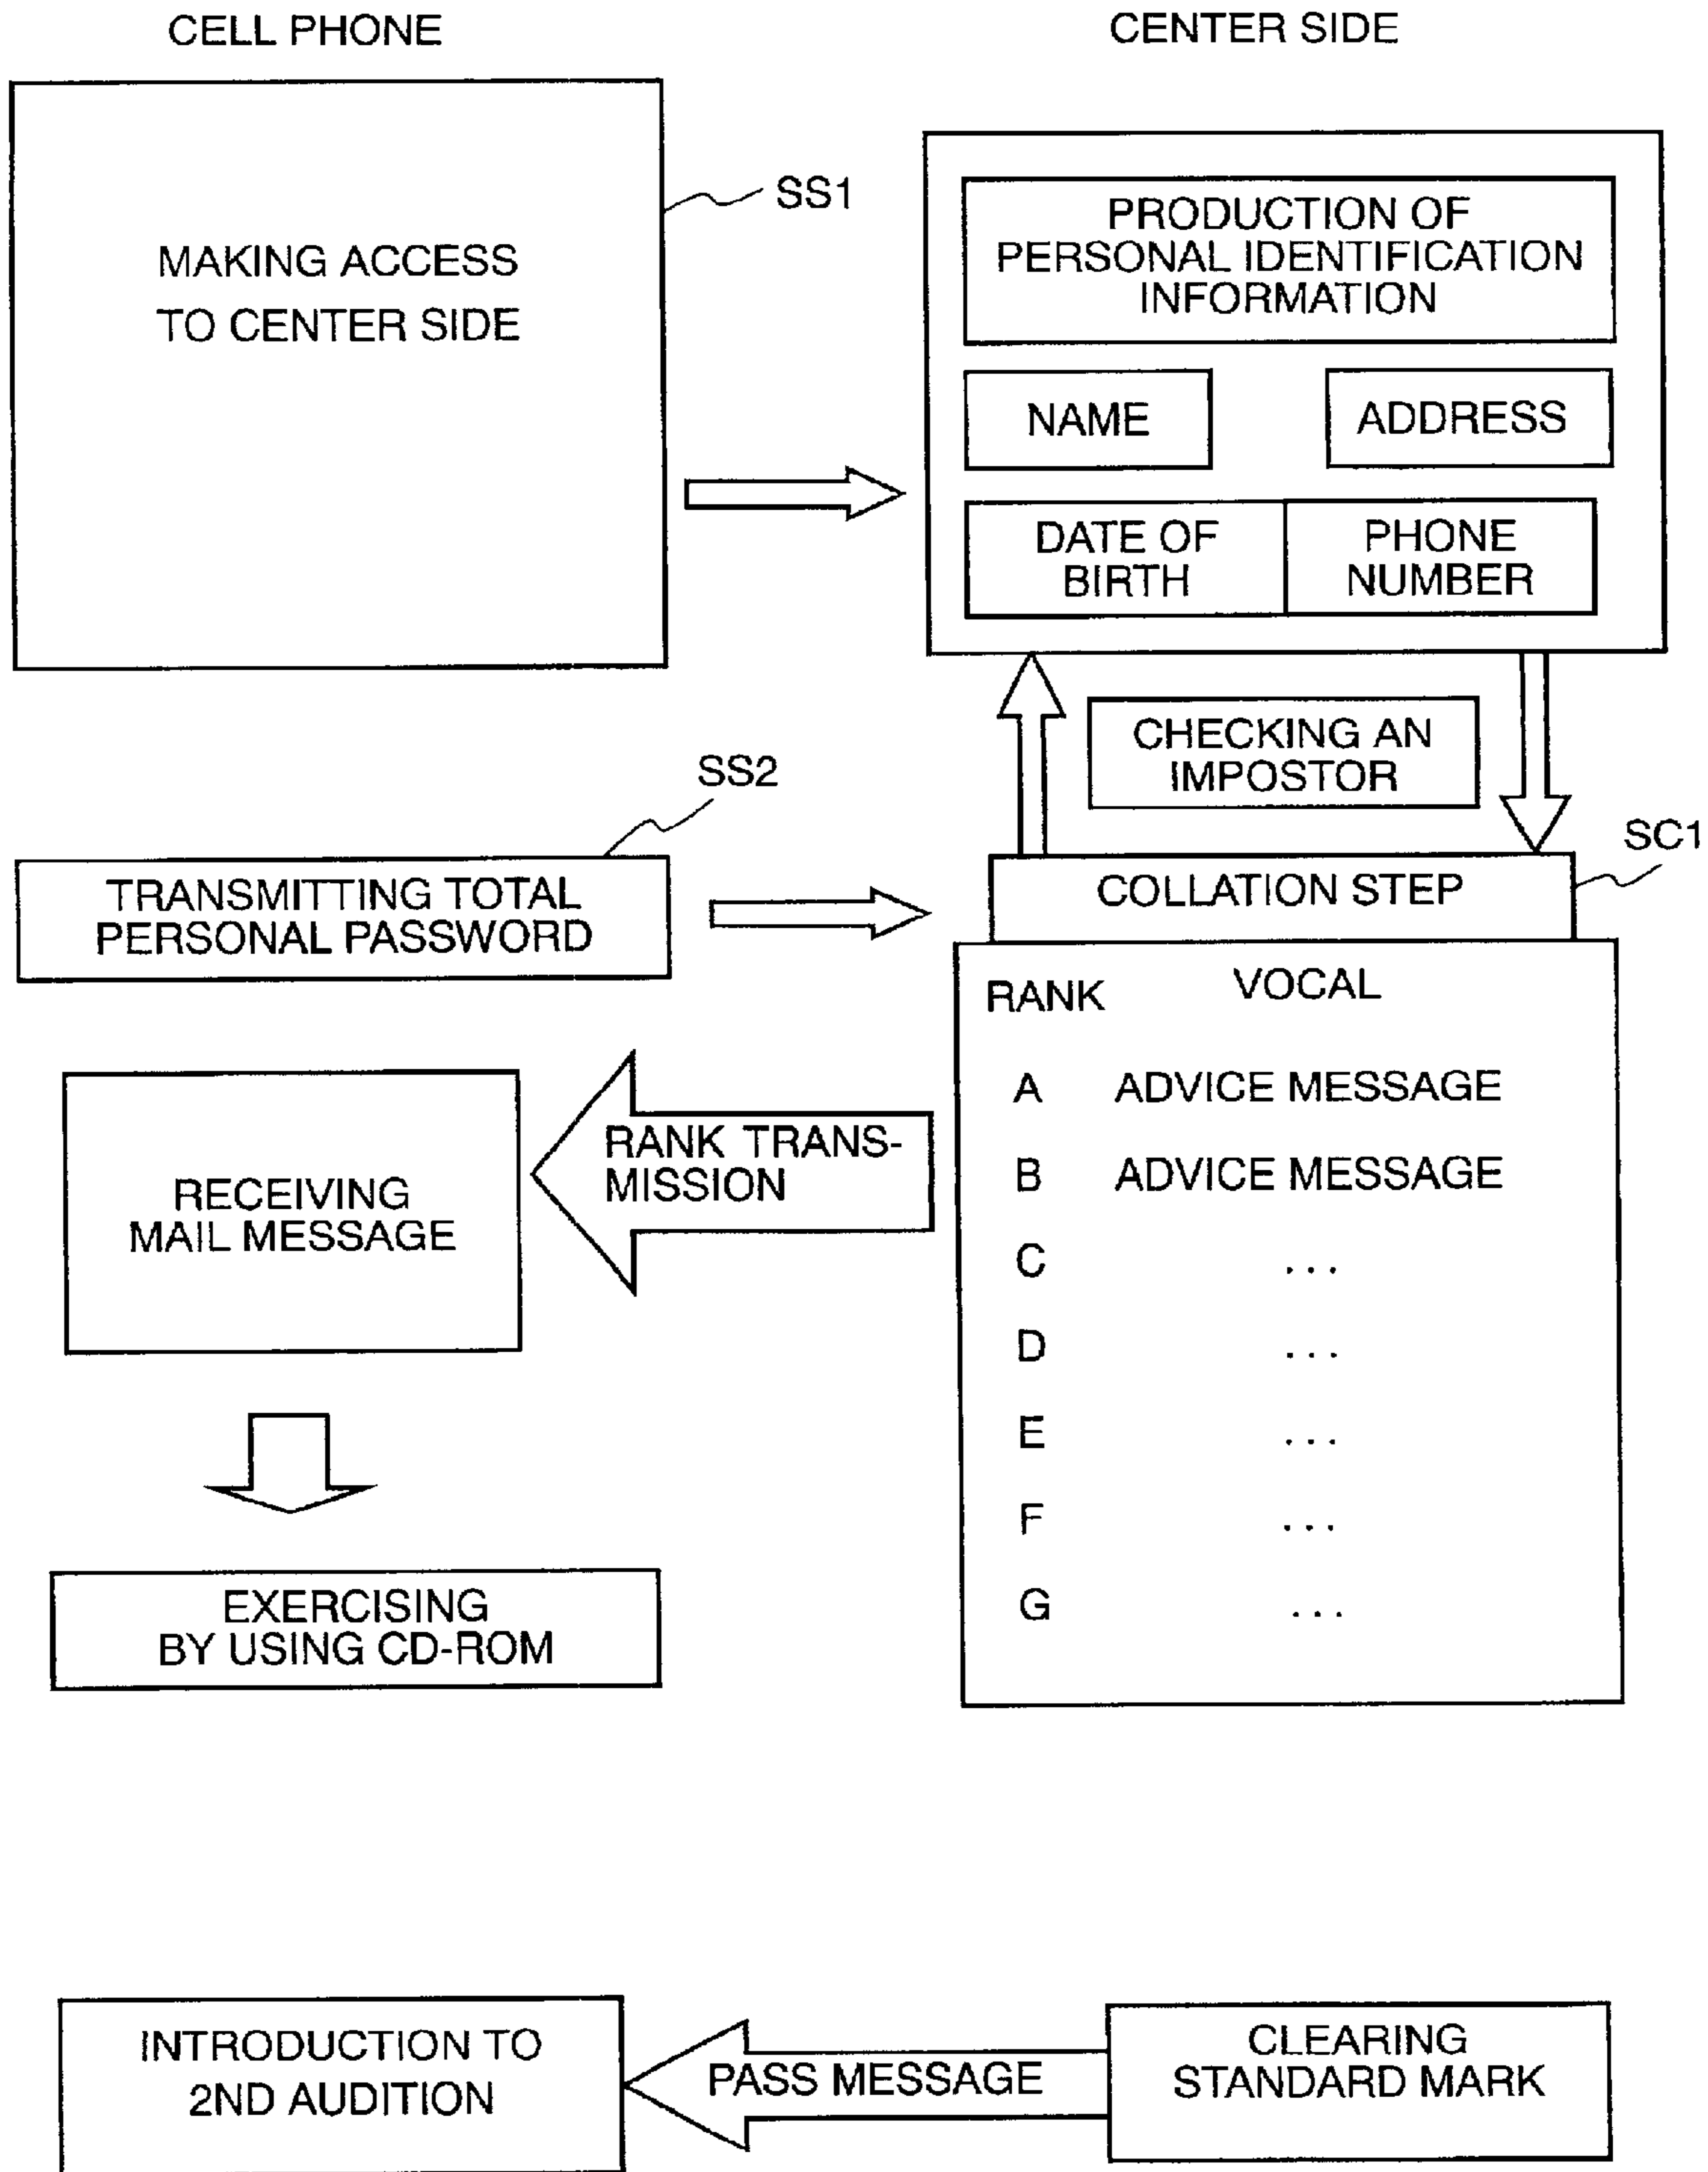 CELL PHONE
CENTER SIDE
MAKING ACCESS
TO CENTER SIDE
SS1
PRODUCTION OF
PERSONAL IDENTIFICATION
INFORMATION
NAME
ADDRESS
DATE OF
BIRTH
PHONE
NUMBER
CHECKING AN
IMPOSTOR
SS2
TRANSMITTING TOTAL
PERSONAL PASSWORD
SC1
COLLATION STEP
RANK VOCAL
A ADVICE MESSAGE
B ADVICE MESSAGE
C ...
D ...
E ...
F ...
G ...
RANK TRANS-
MISSION
RECEIVING
MAIL MESSAGE
EXERCISING
BY USING CD-ROM
INTRODUCTION TO
2ND AUDITION
PASS MESSAGE
CLEARING
STANDARD MARK